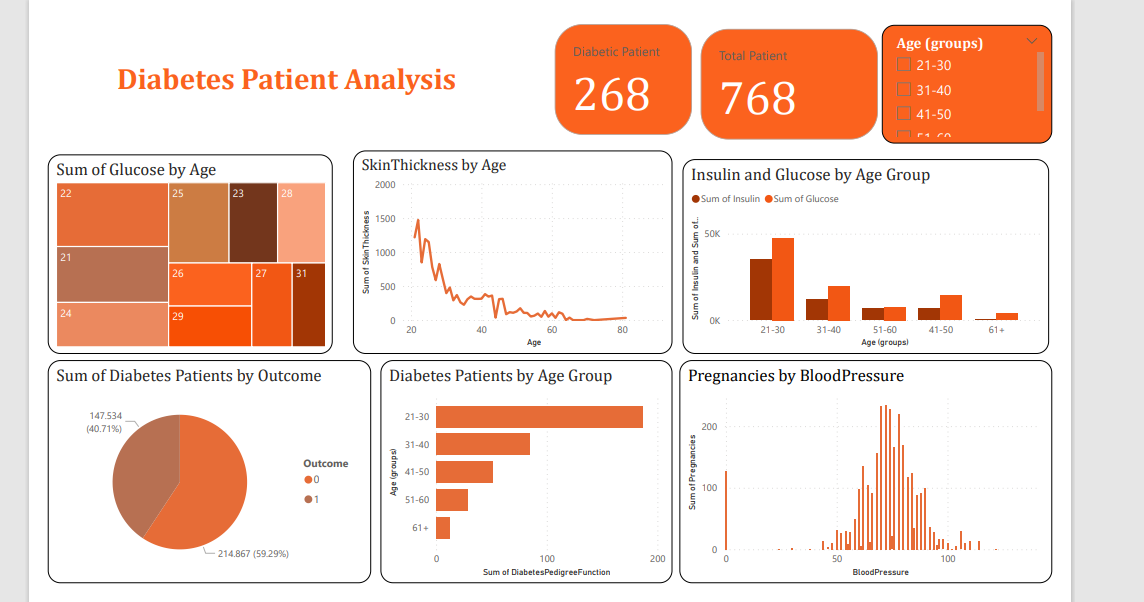 Diabetes Patient Analysis
Diabetic Patient
268
Total Patient
768
Age (groups)
21-30
31-40
41-50
51-60
Sum of Glucose by Age
22
25
23
28
21
26
27
31
24
29
SkinThickness by Age
Sum of SkinThickness
2000
1500
1000
500
0
20
40
60
80
Age
Insulin and Glucose by Age Group
Sum of Insulin
Sum of Glucose
Sum of Insulin and Sum of...
50K
0K
21-30
31-40
51-60
41-50
61+
Age (groups)
Sum of Diabetes Patients by Outcome
147.534
(40.71%)
214.867 (59.29%)
Outcome
0
1
Diabetes Patients by Age Group
Age (groups)
21-30
31-40
41-50
51-60
61+
0
100
200
Sum of DiabetesPedigreeFunction
Pregnancies by BloodPressure
Sum of Pregnancies
200
100
0
0
50
100
BloodPressure